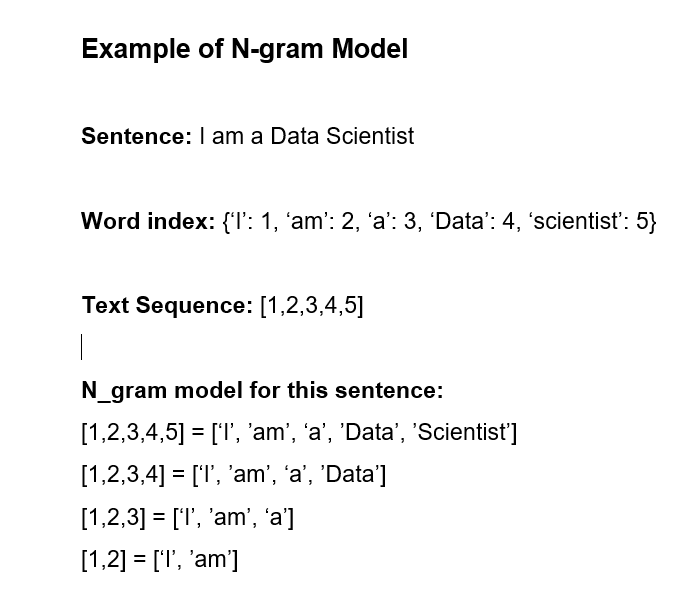 Example of N-gram Model
Sentence: I am a Data Scientist
Word index: {‘I’: 1, ‘am’: 2, ‘a’: 3, ‘Data’: 4, ‘scientist’: 5}
Text Sequence: [1,2,3,4,5]
N_gram model for this sentence:
[1,2,3,4,5] = [‘I’, ’am’, ‘a’, ’Data’, ’Scientist’]
[1,2,3,4] = [‘I’, ’am’, ‘a’, ’Data’]
[1,2,3] = [‘I’, ’am’, ‘a’]
[1,2] = [‘I’, ’am’]